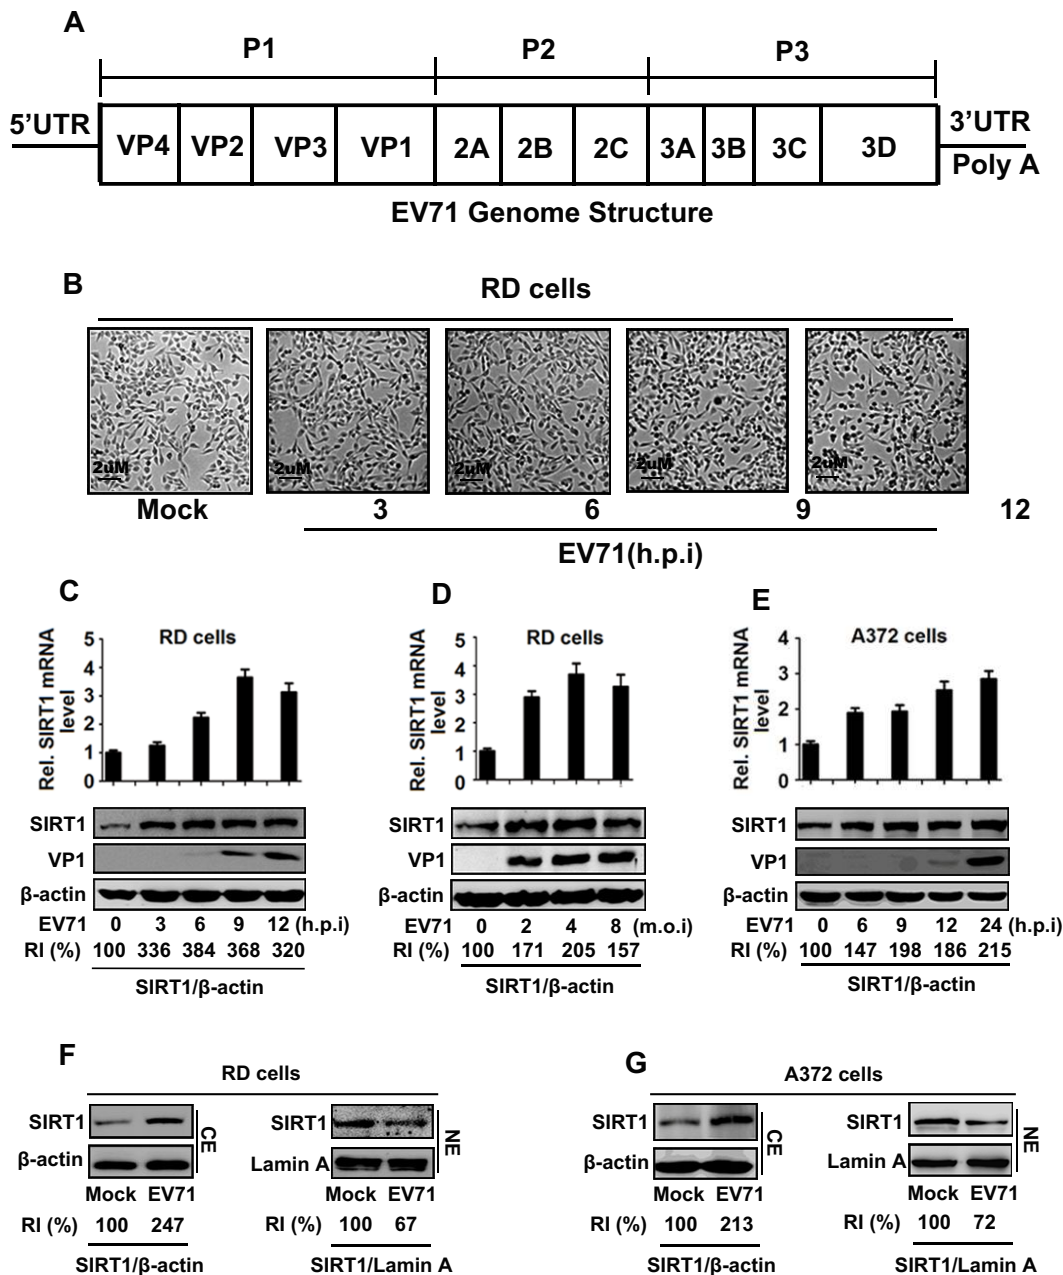 A
P1 P2 P3
5’UTR VP4 VP2 VP3 VP1 2A 2B 2C 3A 3B 3C 3D 3’UTR
Poly A
EV71 Genome Structure
B
RD cells
2uM 2uM 2uM 2uM 2uM
Mock 3 6 9 12
EV71(h.p.i)
C
Rel. SIRT1 mRNA
level
RD cells
5
4
3
2
1
0
SIRT1
VP1
β-actin
EV71 0 3 6 9 12 (h.p.i)
RI (%) 100 336 384 368 320
SIRT1/β-actin
D
Rel. SIRT1 mRNA
level
RD cells
5
4
3
2
1
0
SIRT1
VP1
β-actin
EV71 0 2 4 8 (m.o.i)
RI (%) 100 171 205 157
SIRT1/β-actin
E
Rel. SIRT1 mRNA
level
A372 cells
4
3
2
1
0
SIRT1
VP1
β-actin
EV71 0 6 9 12 24 (h.p.i)
RI (%) 100 147 198 186 215
SIRT1/β-actin
F
RD cells
SIRT1
β-actin
CE
Mock EV71
RI (%) 100 247
SIRT1/β-actin
SIRT1
Lamin A
NE
Mock EV71
RI (%) 100 67
SIRT1/Lamin A
G
A372 cells
SIRT1
β-actin
CE
Mock EV71
RI (%) 100 213
SIRT1/β-actin
SIRT1
Lamin A
NE
Mock EV71
RI (%) 100 72
SIRT1/Lamin A